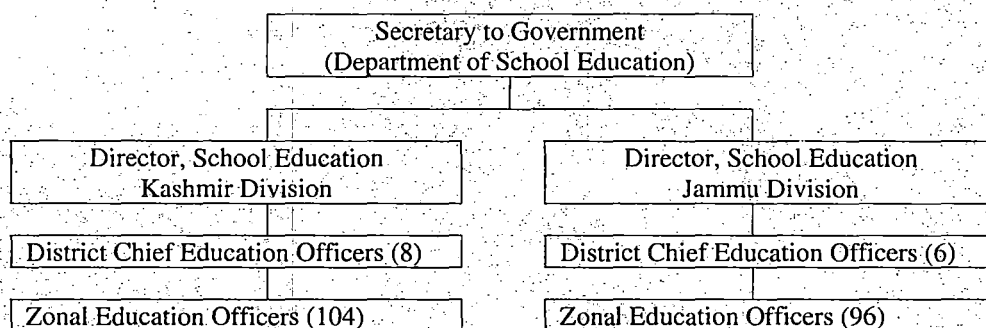 Secretary to Government
(Department of School Education)
Director, School Education
Kashmir Division
Director, School Education
Jammu Division
District Chief Education Officers (8)
District Chief Education Officers (6)
Zonal Education Officers (104)
Zonal Education Officers (96)